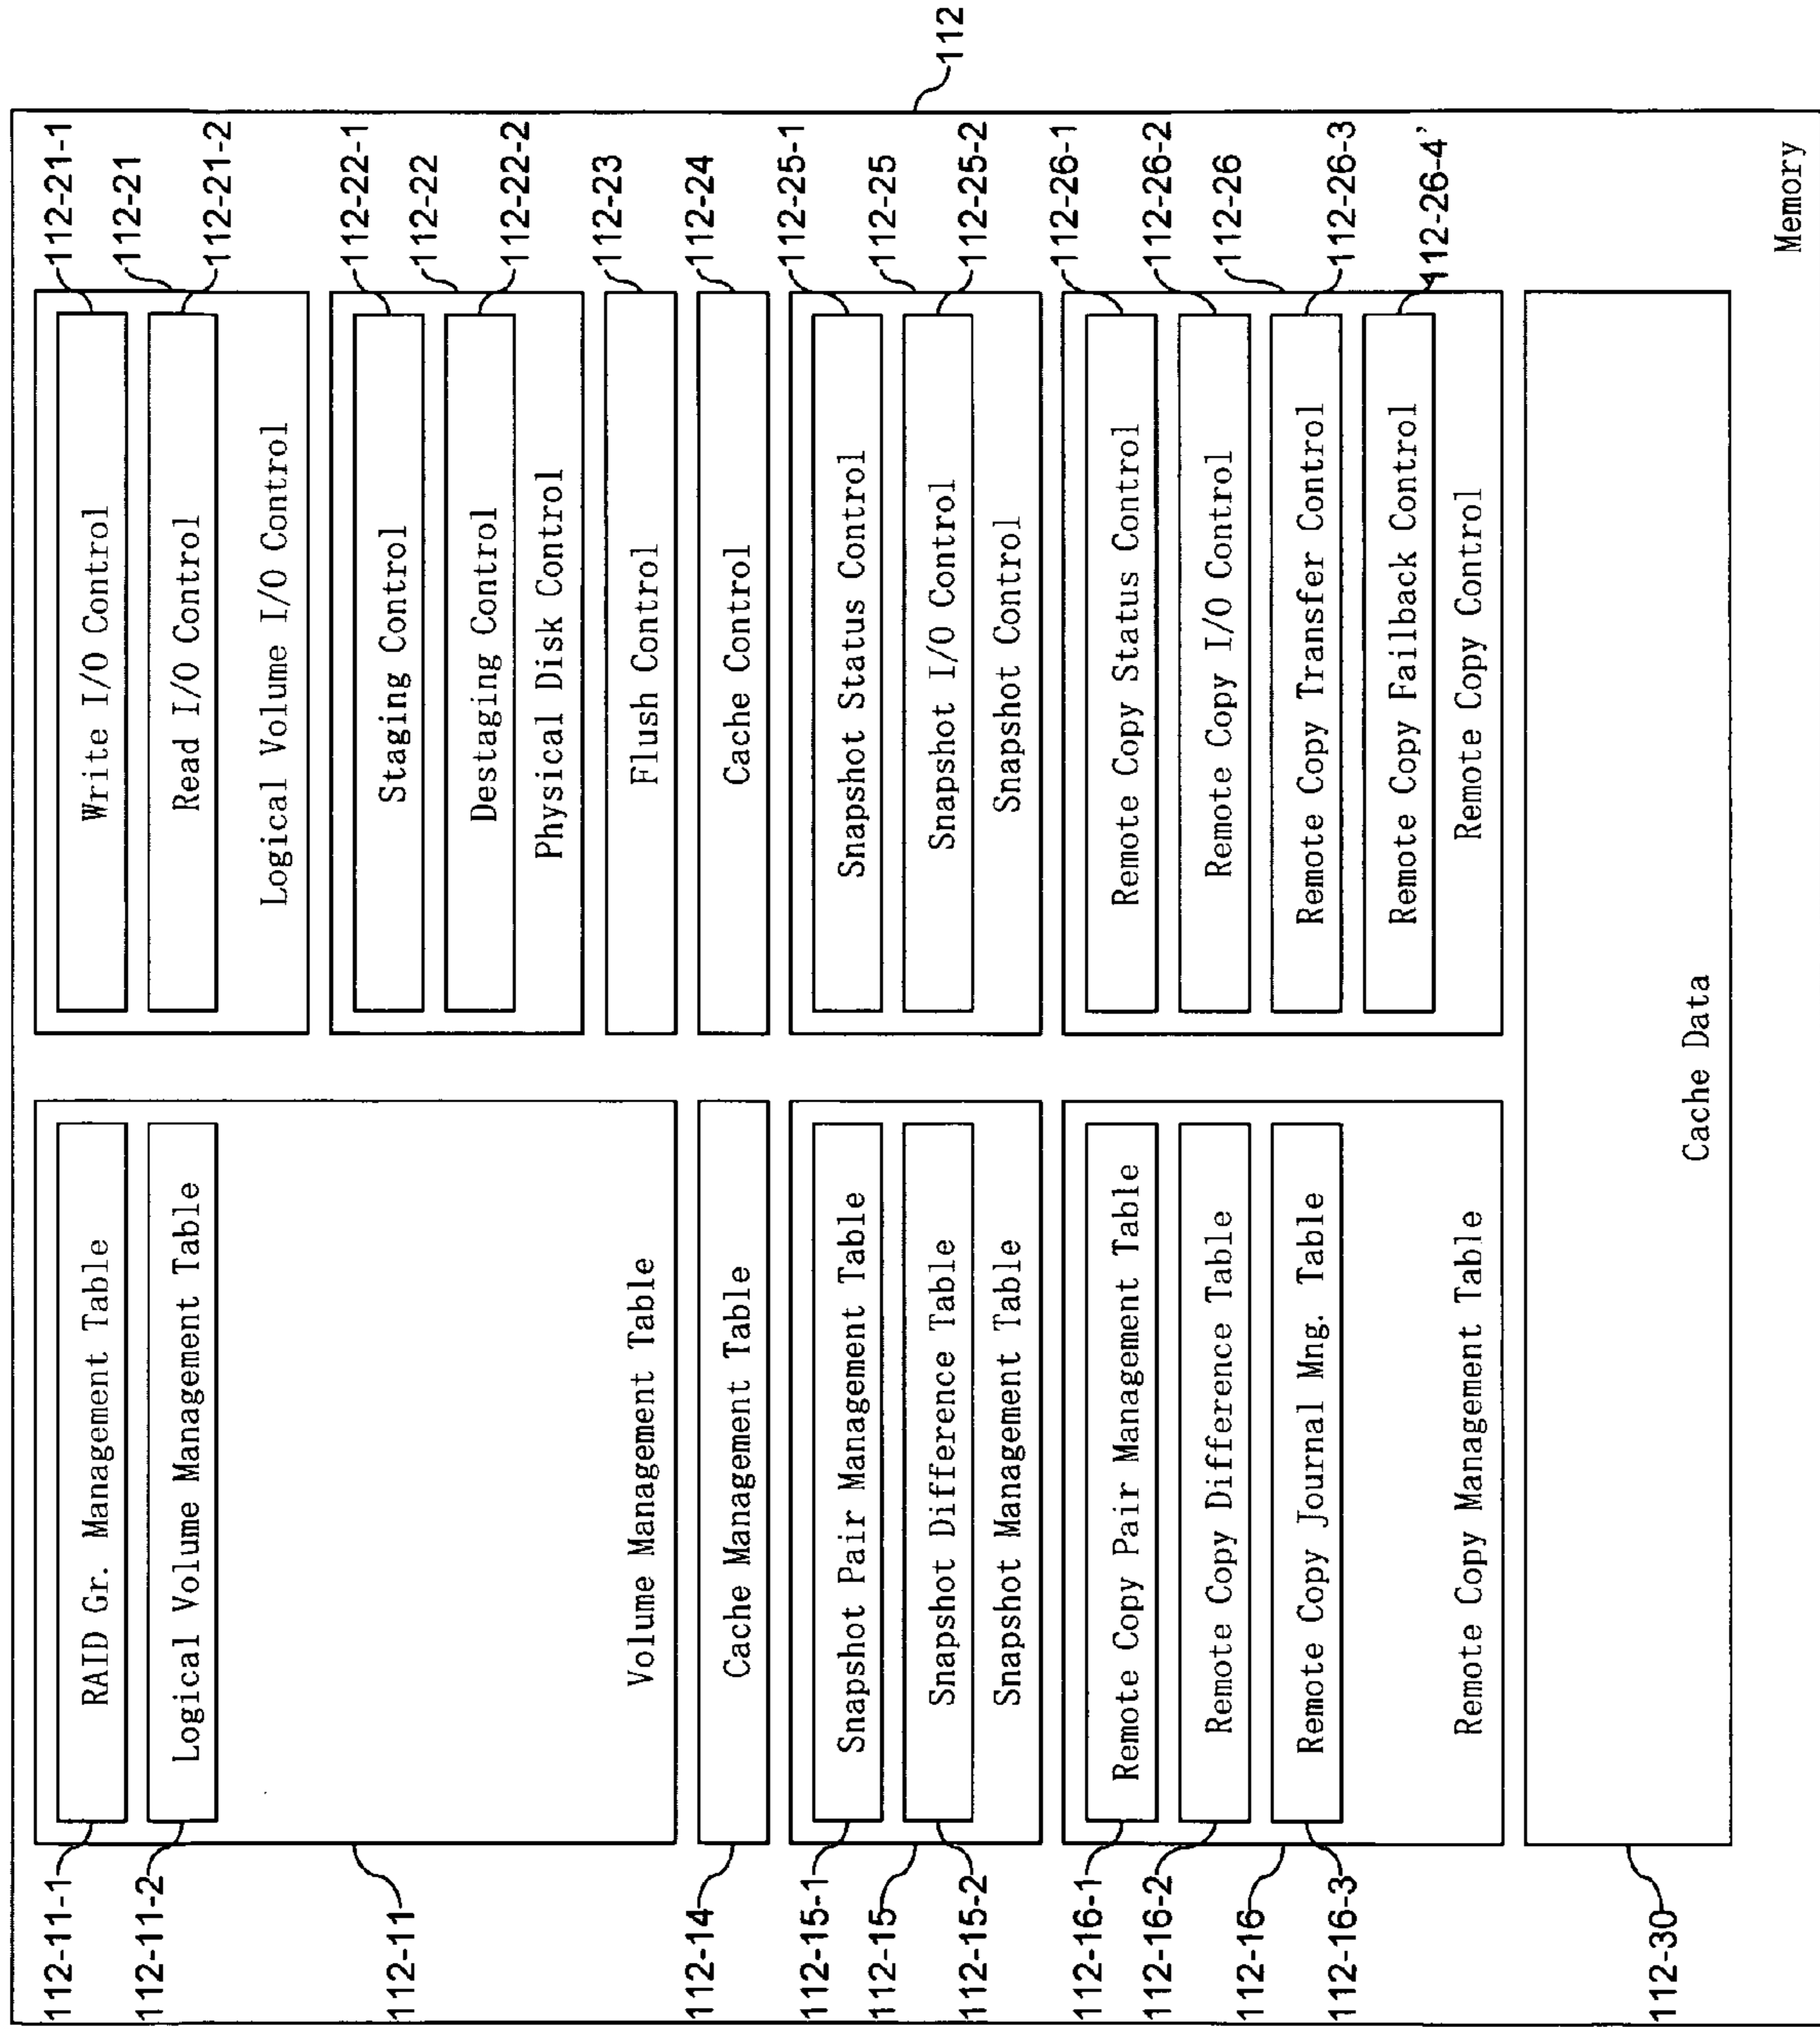 112-11-1
RAID Gr. Management Table
112-11-2
Logical Volume Management Table
112-11
Volume Management Table
112-14
Cache Management Table
112-15-1
Snapshot Pair Management Table
112-15
Snapshot Difference Table
112-15-2
Snapshot Management Table
112-16-1
Remote Copy Pair Management Table
112-16-2
Remote Copy Difference Table
112-16
Remote Copy Journal Mng. Table
112-16-3
Remote Copy Management Table
112-30
Cache Data
Write I/O Control
112-21-1
112-21
Read I/O Control
112-21-2
Logical Volume I/O Control
Staging Control
112-22-1
112-22
Destaging Control
112-22-2
Physical Disk Control
Flush Control
112-23
Cache Control
112-24
Snapshot Status Control
112-25-1
112-25
Snapshot I/O Control
112-25-2
Snapshot Control
Remote Copy Status Control
112-26-1
Remote Copy I/O Control
112-26-2
112-26
Remote Copy Transfer Control
112-26-3
Remote Copy Failback Control
112-26-4'
Remote Copy Control
Memory
112